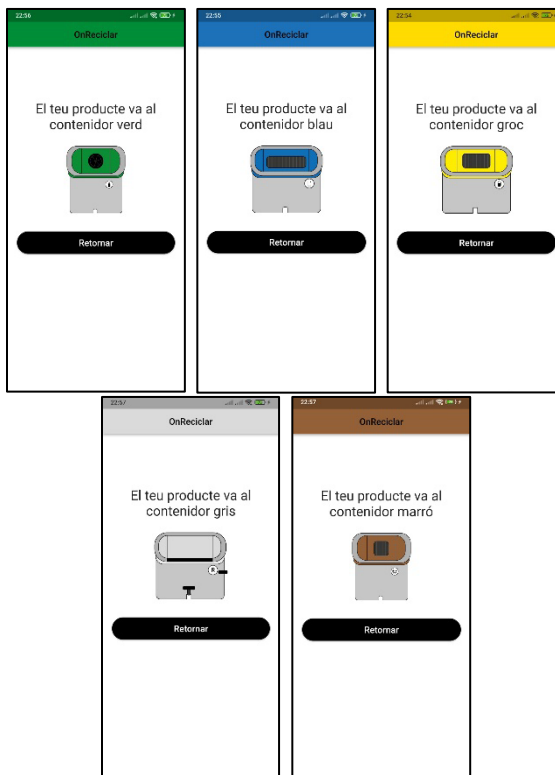 22:56
OnReciclar
El teu producte va al
contenidor verd
Retornar
22:55
OnReciclar
El teu producte va al
contenidor blau
Retornar
22:54
OnReciclar
El teu producte va al
contenidor groc
Retornar
22:57
OnReciclar
El teu producte va al
contenidor gris
Retornar
22:57
OnReciclar
El teu producte va al
contenidor marró
Retornar